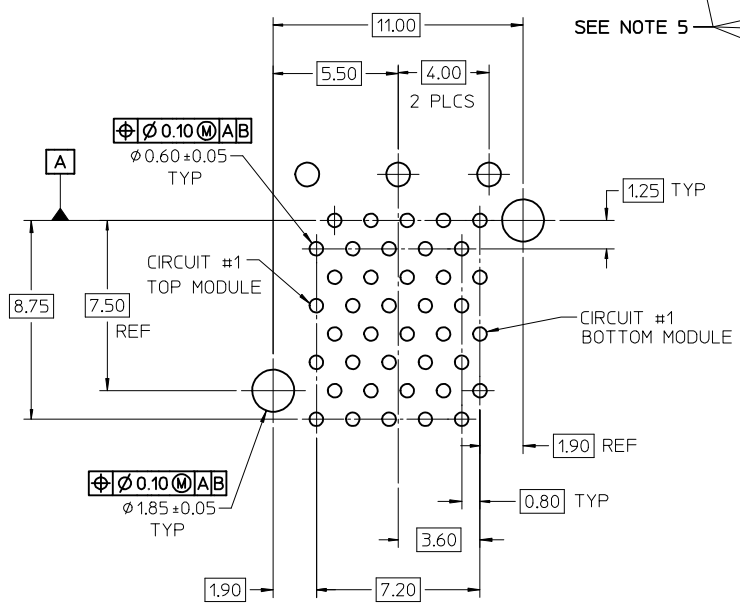 11.00
SEE NOTE 5
5.50
4.00
2 PLCS
⌖ Ø 0.10 Ⓜ A B
Ø 0.60 ±0.05
TYP
A
1.25 TYP
CIRCUIT #1
TOP MODULE
8.75
7.50
REF
CIRCUIT #1
BOTTOM MODULE
1.90 REF
⌖ Ø 0.10 Ⓜ A B
Ø 1.85 ±0.05
TYP
0.80 TYP
3.60
1.90
7.20